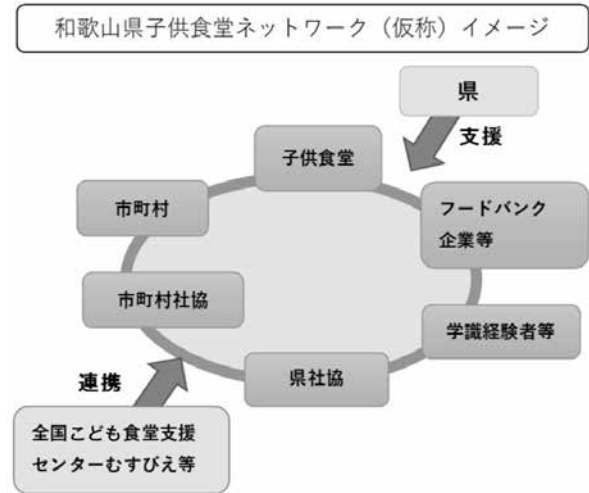 和歌山県子供食堂ネットワーク（仮称）イメージ
県
支援
子供食堂
市町村
フードバンク
企業等
市町村社協
学識経験者等
県社協
連携
全国こども食堂支援
センターむすびえ等